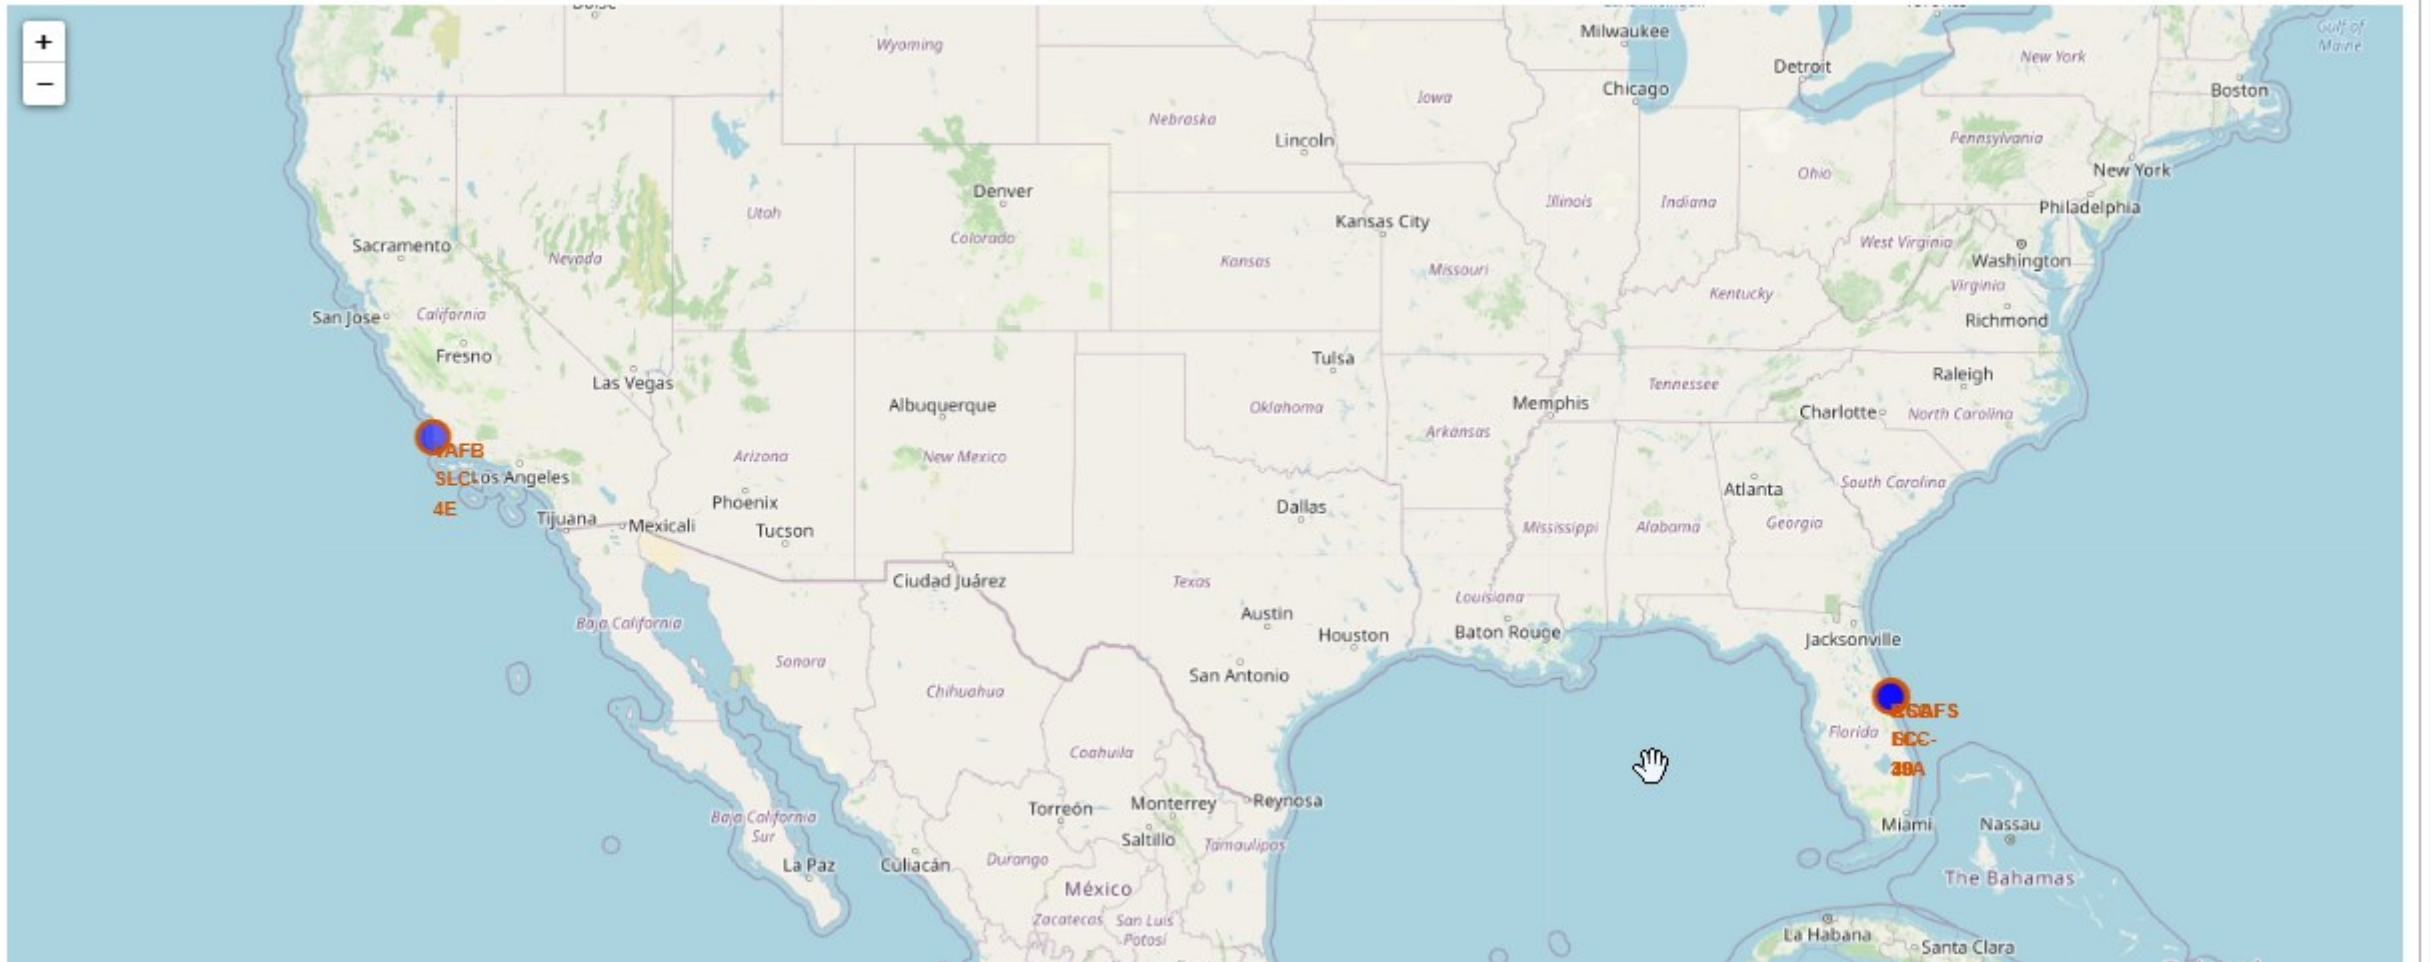 +
−
Wyoming
Milwaukee
Detroit
New York
Gulf of
Maine
Chicago
Iowa
Boston
Nebraska
Lincoln
Pennsylvania
New York
Denver
Ohio
Utah
Illinois
Indiana
Philadelphia
Kansas City
Colorado
Sacramento
Nevada
West Virginia
Washington
Kansas
Missouri
Virginia
Kentucky
San Jose
California
Richmond
Fresno
Tulsa
Las Vegas
Tennessee
Raleigh
Albuquerque
Oklahoma
Memphis
Charlotte
North Carolina
Arkansas
VAFB
SLC-
4E
Los Angeles
Arizona
New Mexico
South Carolina
Atlanta
Phoenix
Dallas
Tijuana
Mexicali
Tucson
Mississippi
Alabama
Georgia
Ciudad Juárez
Texas
Louisiana
Austin
Baja California
Houston
Baton Rouge
Jacksonville
Sonora
San Antonio
Chihuahua
Florida
Coahuila
Torreón
Monterrey
Reynosa
Baja California
Sur
Saltillo
Tamaulipas
Miami
Nassau
La Paz
Culiacán
Durango
The Bahamas
México
Zacatecas
San Luis
Potosí
La Habana
Santa Clara